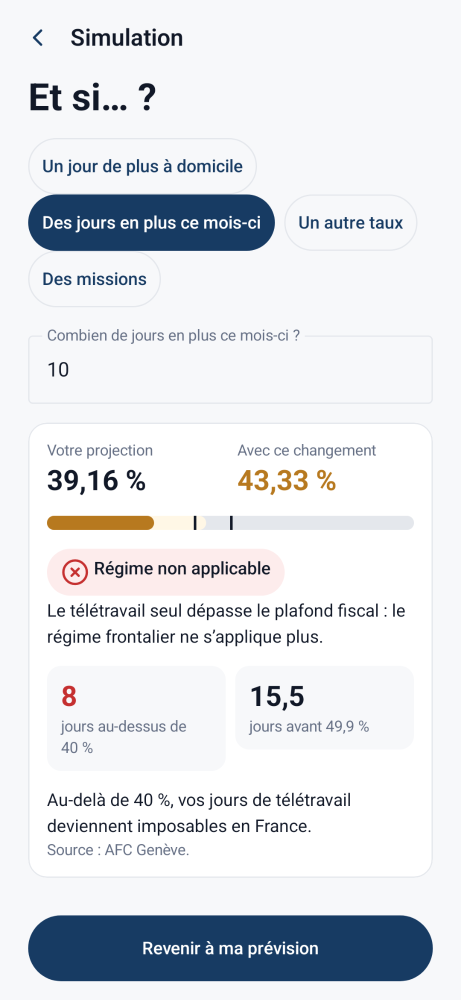 Simulation
Et si… ?
Un jour de plus à domicile
Des jours en plus ce mois-ci
Un autre taux
Des missions
Combien de jours en plus ce mois-ci ?
10
Votre projection
Avec ce changement
39,16 %
43,33 %
Régime non applicable
Le télétravail seul dépasse le plafond fiscal : le
régime frontalier ne s’applique plus.
8
jours au-dessus de
40 %
15,5
jours avant 49,9 %
Au-delà de 40 %, vos jours de télétravail
deviennent imposables en France.
Source : AFC Genève.
Revenir à ma prévision